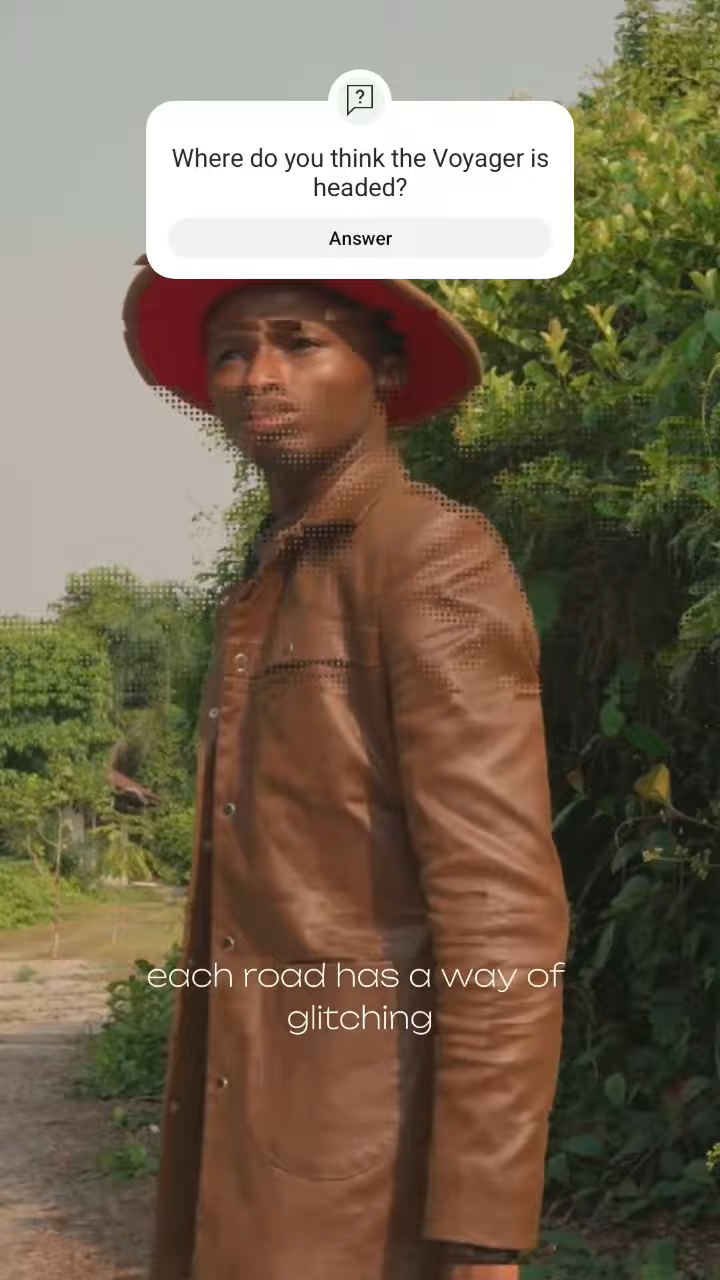 ?
Where do you think the Voyager is
headed?
Answer
each road has a way of
glitching